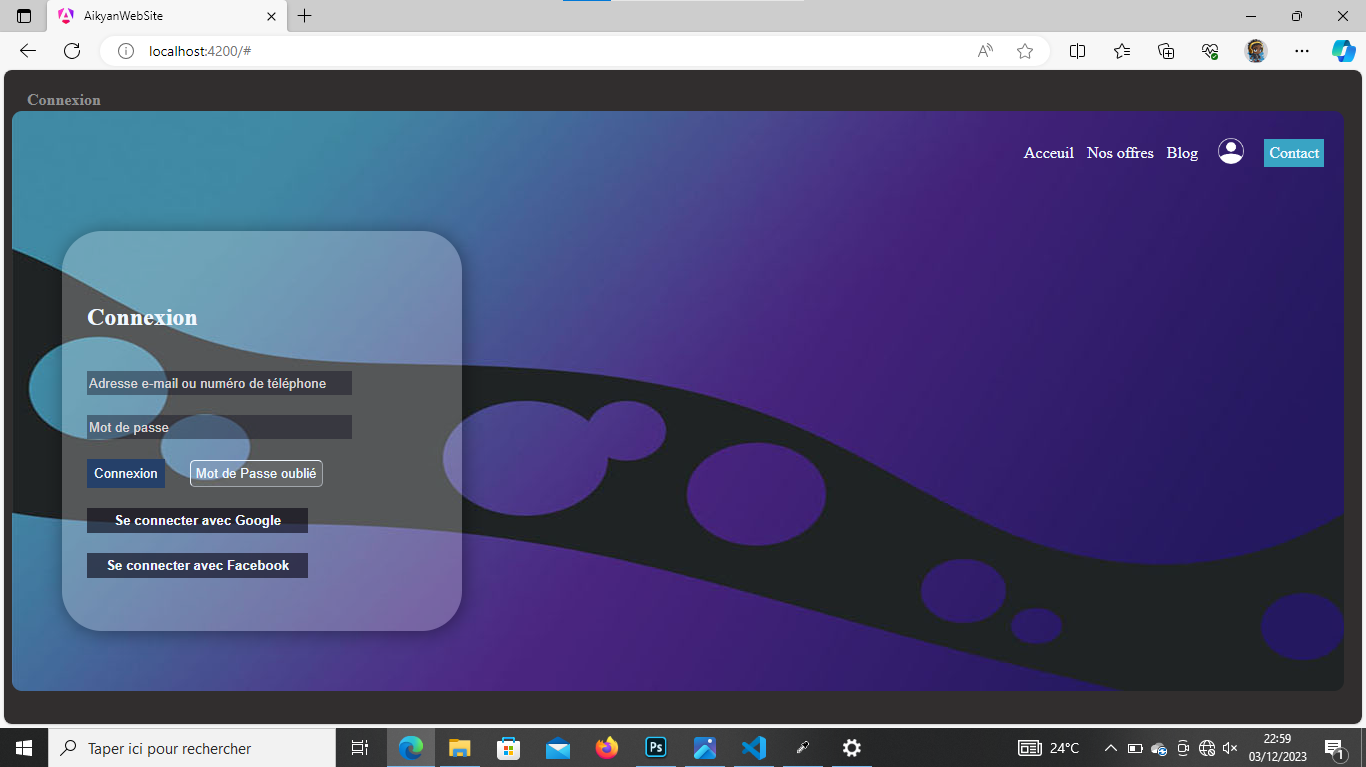 AikyanWebSite
localhost:4200/#
Connexion
Acceuil Nos offres Blog Contact
Connexion
Adresse e-mail ou numéro de téléphone
Mot de passe
Connexion Mot de Passe oublié
Se connecter avec Google
Se connecter avec Facebook
Taper ici pour rechercher
Ps
24°C
22:59
03/12/2023
1